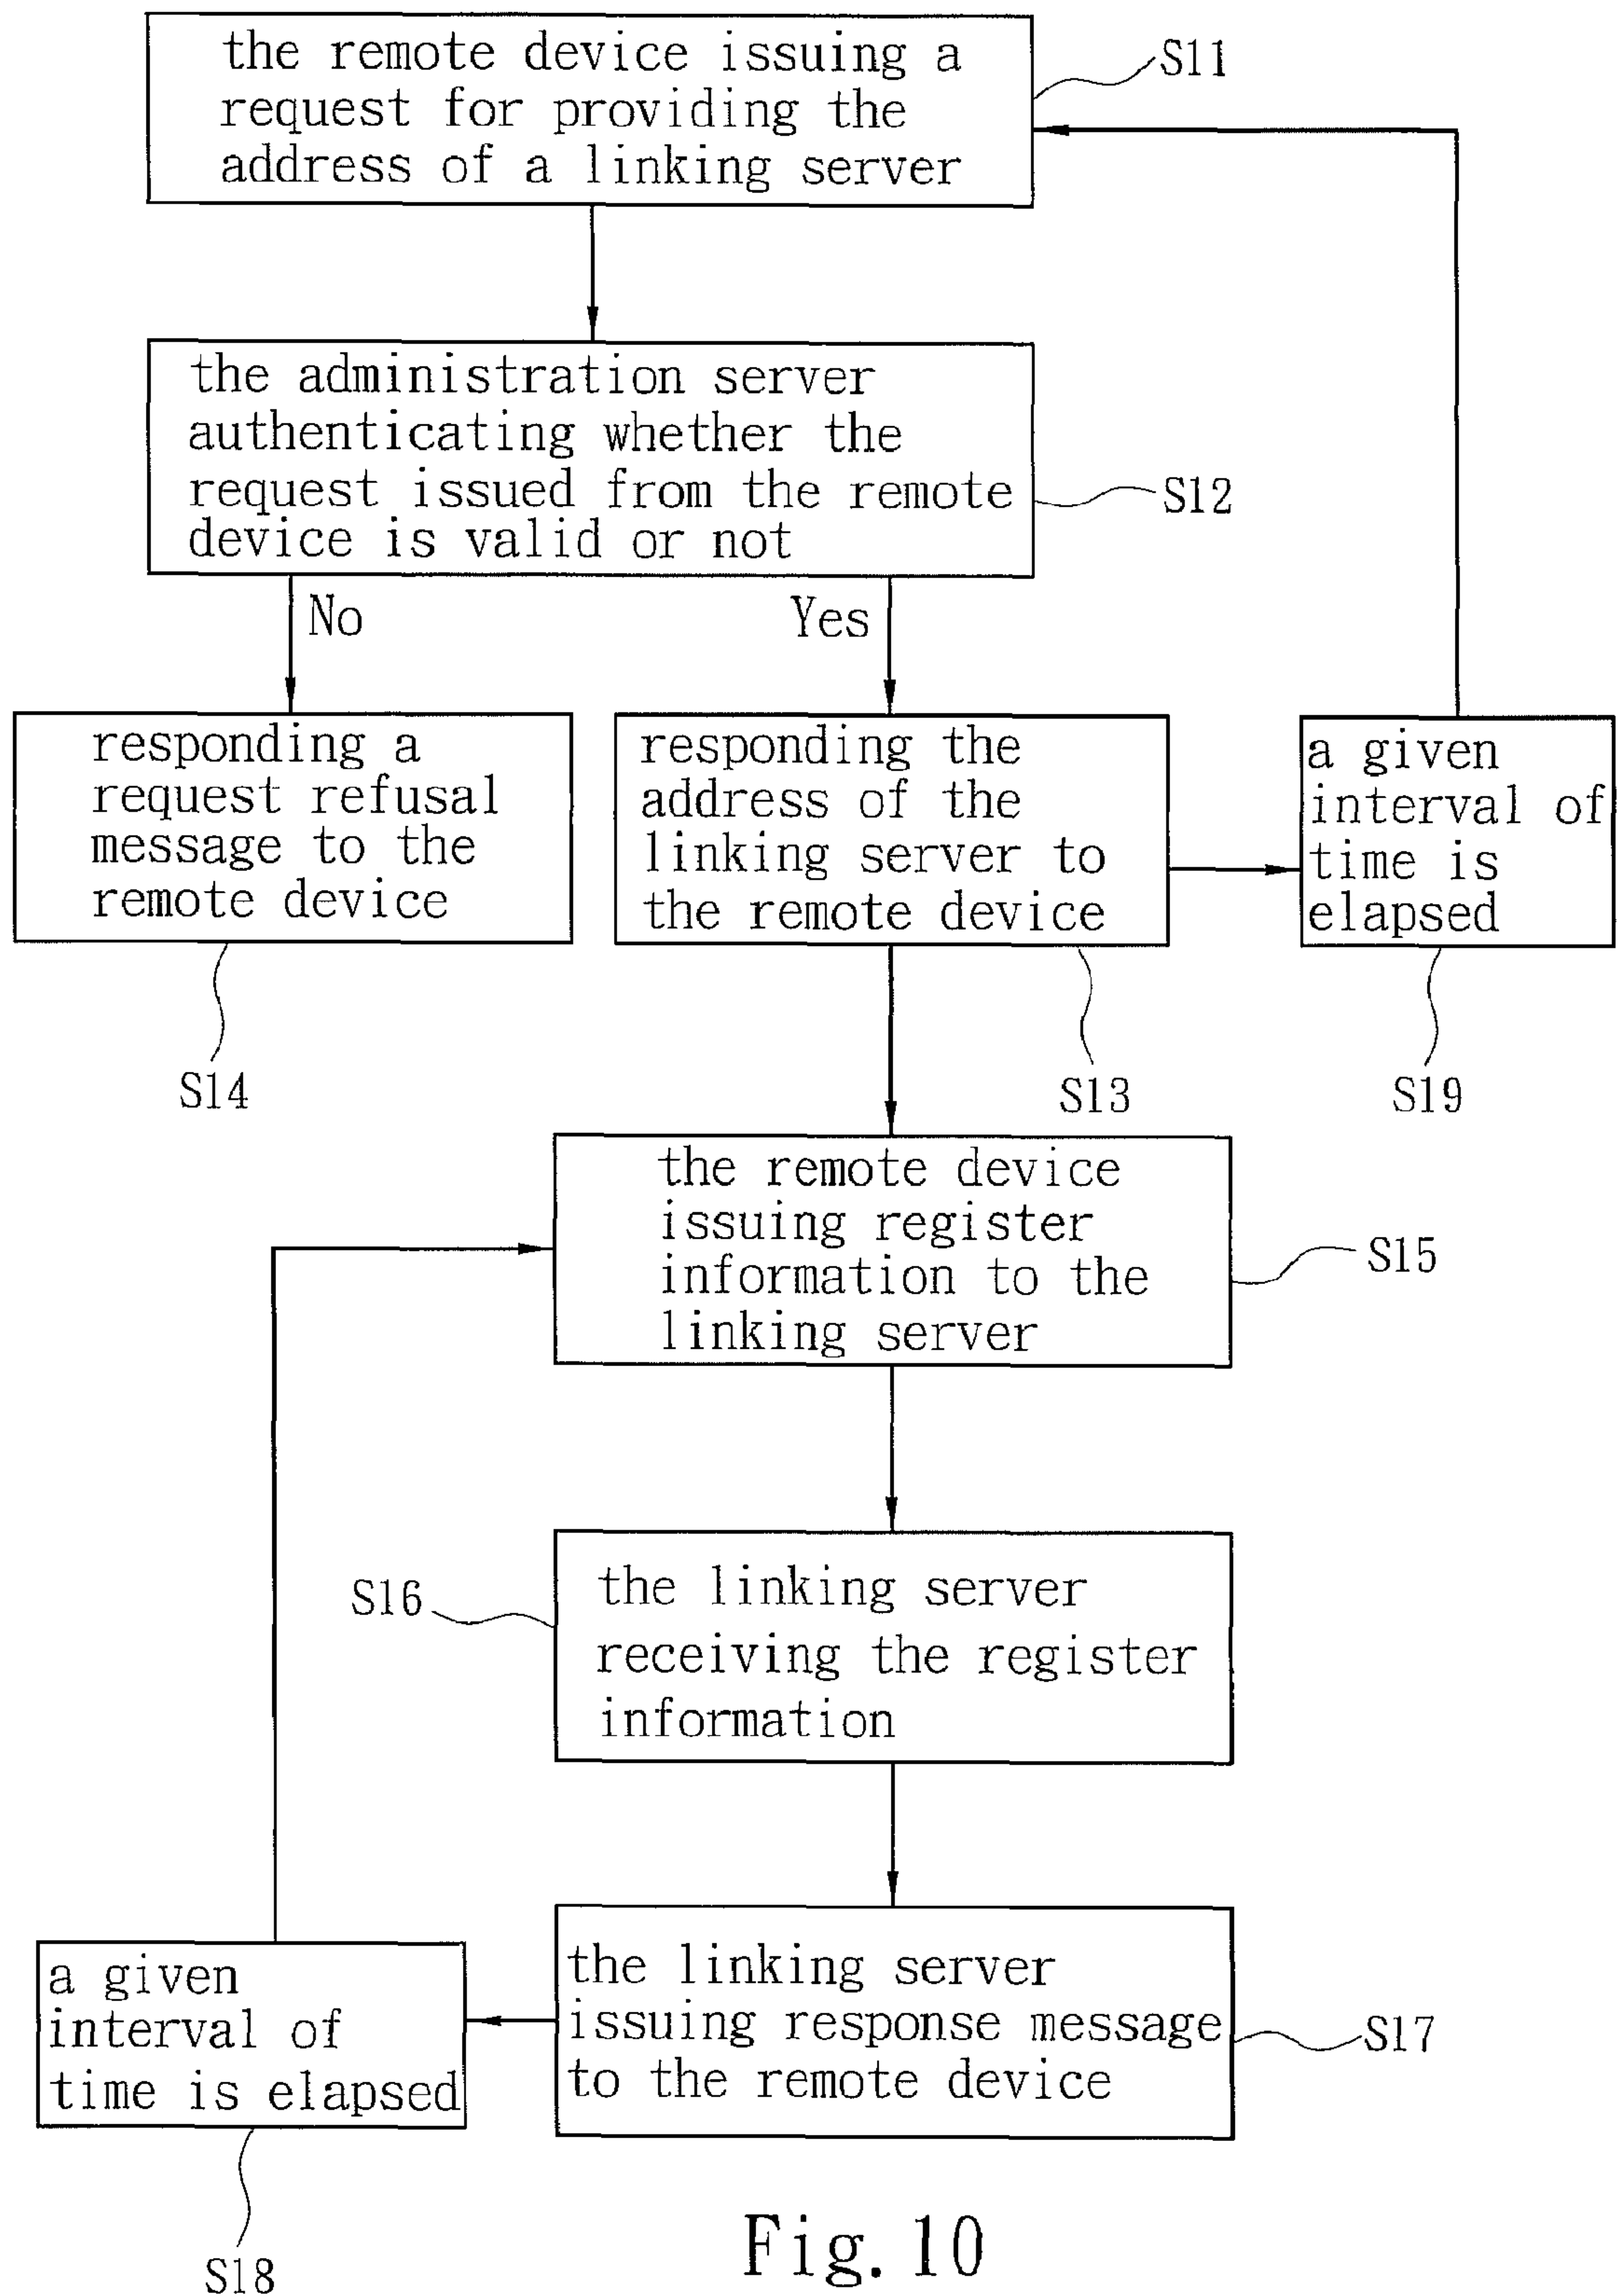 the remote device issuing a
request for providing the
address of a linking server
S11
the administration server
authenticating whether the
request issued from the remote
device is valid or not
S12
No
Yes
responding a
request refusal
message to the
remote device
S14
responding the
address of the
linking server to
the remote device
S13
a given
interval of
time is
elapsed
S19
the remote device
issuing register
information to the
linking server
S15
S16
the linking server
receiving the register
information
the linking server
issuing response message
to the remote device
S17
a given
interval of
time is elapsed
S18
Fig.10